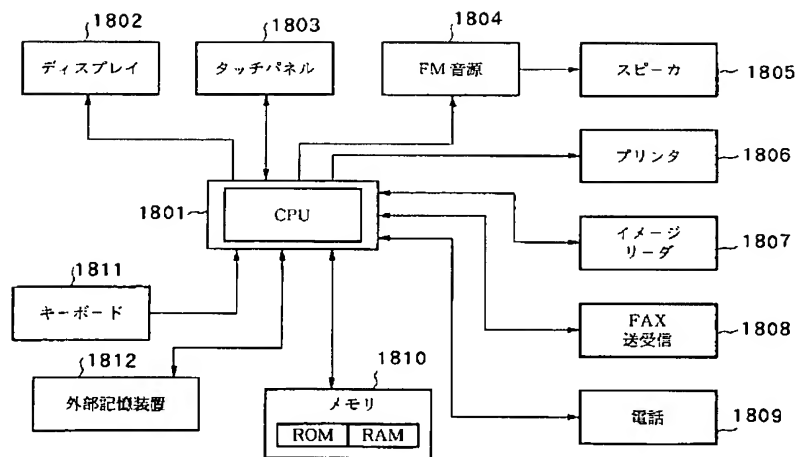 1802
ディスプレイ
1803
タッチパネル
1804
FM音源
スピーカ
1805
プリンタ
1806
1801
CPU
イメージ
リーダ
1807
1811
キーボード
FAX
送受信
1808
1812
外部記憶装置
1810
メモリ
ROM
RAM
電話
1809